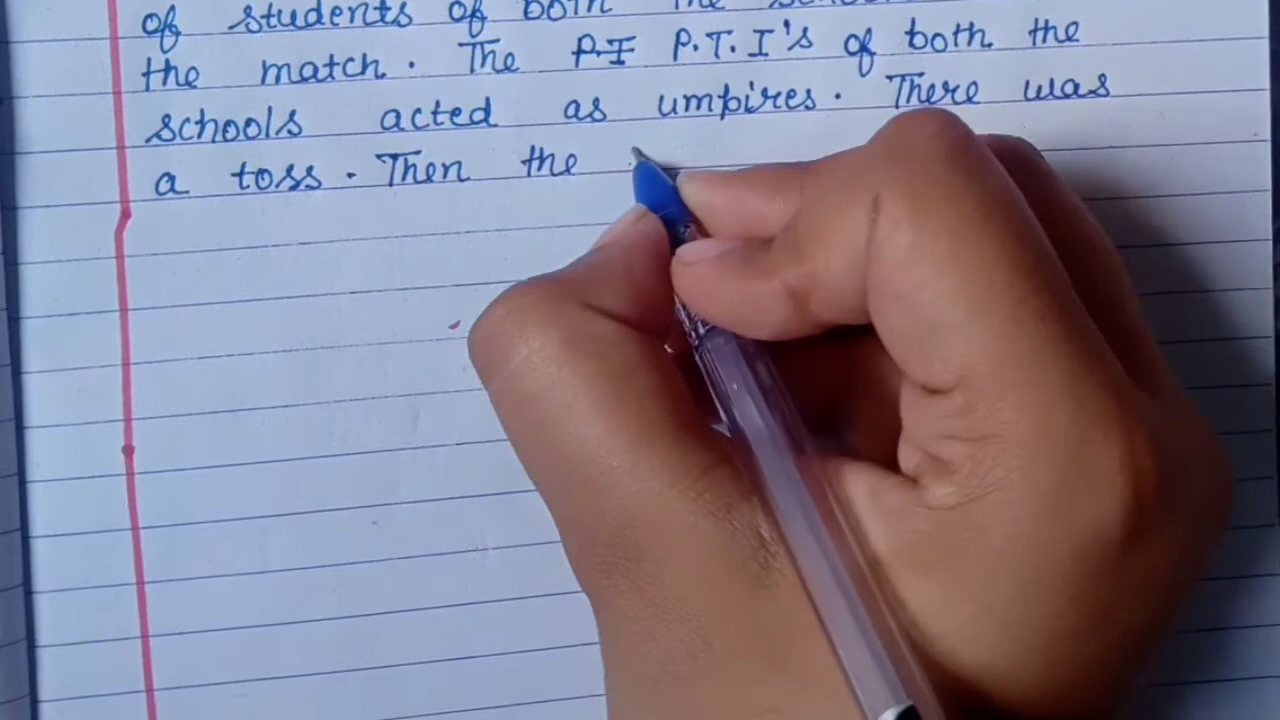 of students of both the
the match. The P.I P.T.I's of both the
schools acted as umpires. There was
a toss. Then the